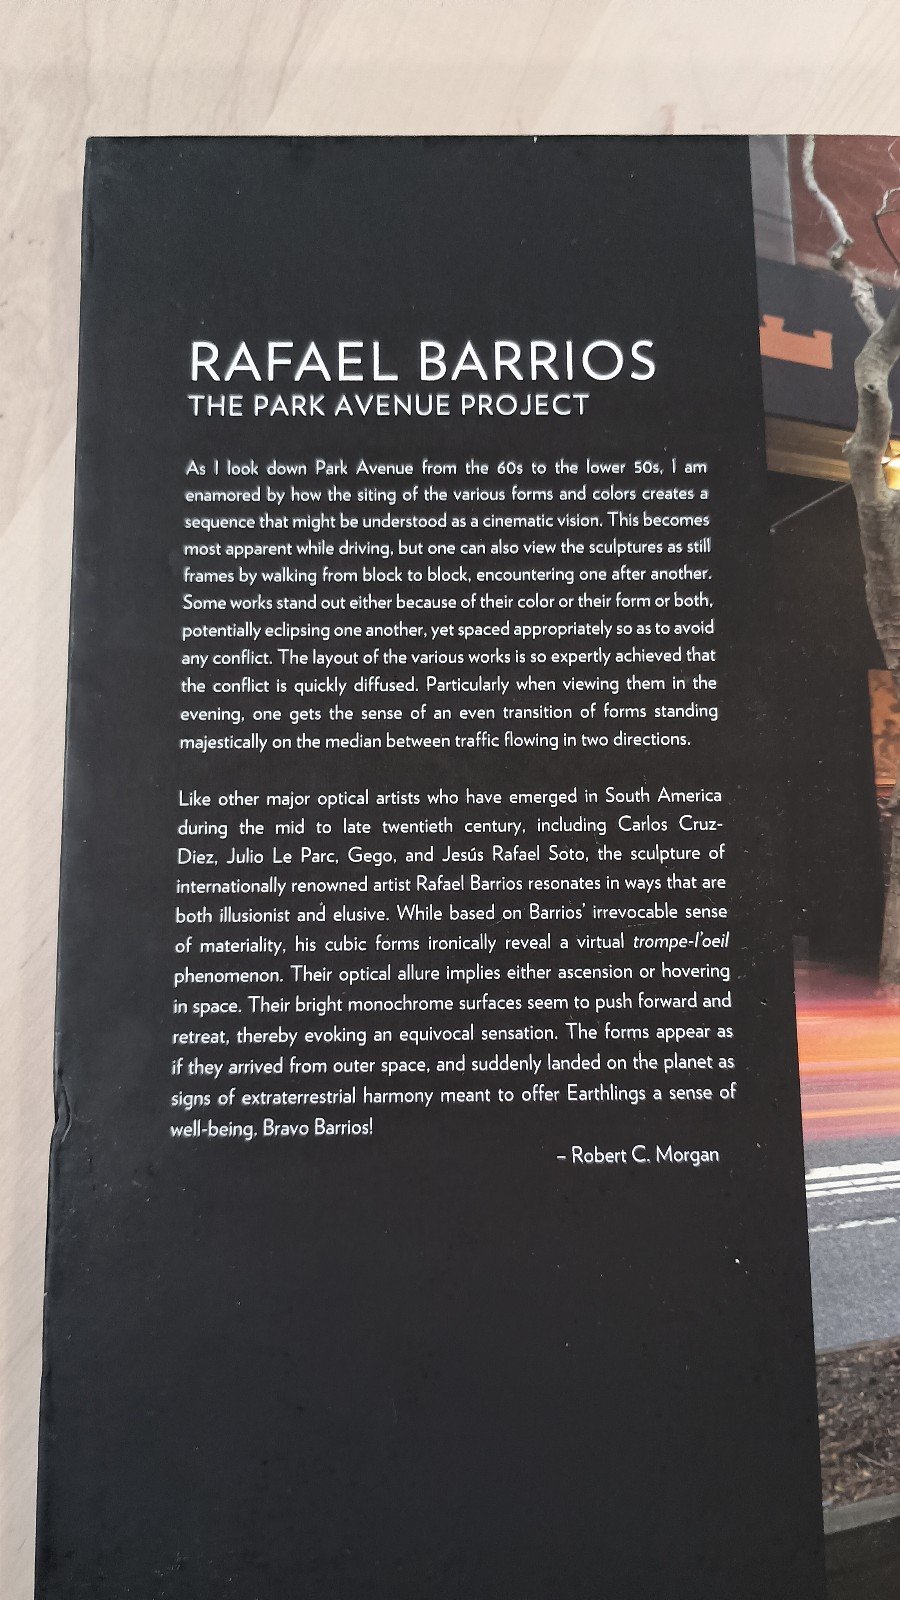 RAFAEL BARRIOS
THE PARK AVENUE PROJECT
As I look down Park Avenue from the 60s to the lower 50s, I am
enamored by how the siting of the various forms and colors creates a
sequence that might be understood as a cinematic vision. This becomes
most apparent while driving, but one can also view the sculptures as still
frames by walking from block to block, encountering one after another.
Some works stand out either because of their color or their form or both,
potentially eclipsing one another, yet spaced appropriately so as to avoid
any conflict. The layout of the various works is so expertly achieved that
the conflict is quickly diffused. Particularly when viewing them in the
evening, one gets the sense of an even transition of forms standing
majestically on the median between traffic flowing in two directions.
Like other major optical artists who have emerged in South America
during the mid to late twentieth century, including Carlos Cruz-
Diez, Julio Le Parc, Gego, and Jesús Rafael Soto, the sculpture of
internationally renowned artist Rafael Barrios resonates in ways that are
both illusionist and elusive. While based on Barrios' irrevocable sense
of materiality, his cubic forms ironically reveal a virtual trompe-l'oeil
phenomenon. Their optical allure implies either ascension or hovering
in space. Their bright monochrome surfaces seem to push forward and
retreat, thereby evoking an equivocal sensation. The forms appear as
if they arrived from outer space, and suddenly landed on the planet as
signs of extraterrestrial harmony meant to offer Earthlings a sense of
well-being, Bravo Barrios!
– Robert C. Morgan